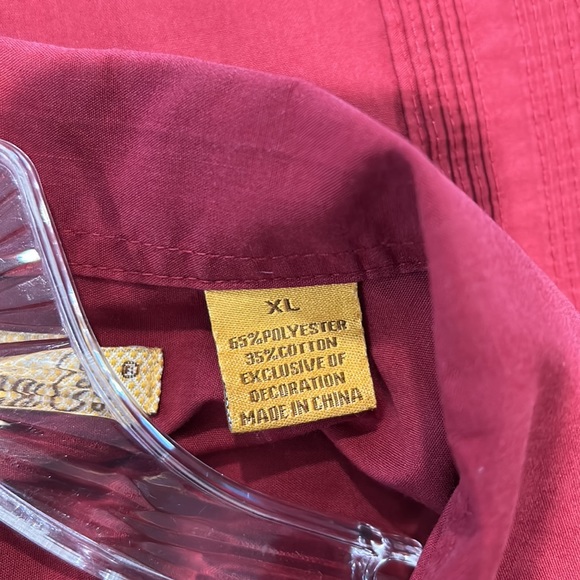 XL
65%POLYESTER
35%COTTON
EXCLUSIVE OF
DECORATION
MADE IN CHINA
®